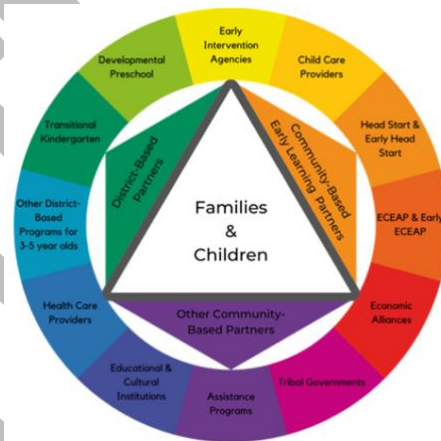 Early
Intervention
Agencies
Child Care
Providers
Head Start &
Early Head
Start
ECEAP & Early
ECEAP
Economic
Alliances
Tribal Governments
Assistance
Programs
Educational &
Cultural
Institutions
Health Care
Providers
Other District-
Based
Programs for
3-5 year olds
Transitional
Kindergarten
Developmental
Preschool
District-Based
Partners
Community-Based
Early Learning Partners
Other Community-
Based Partners
Families
&
Children